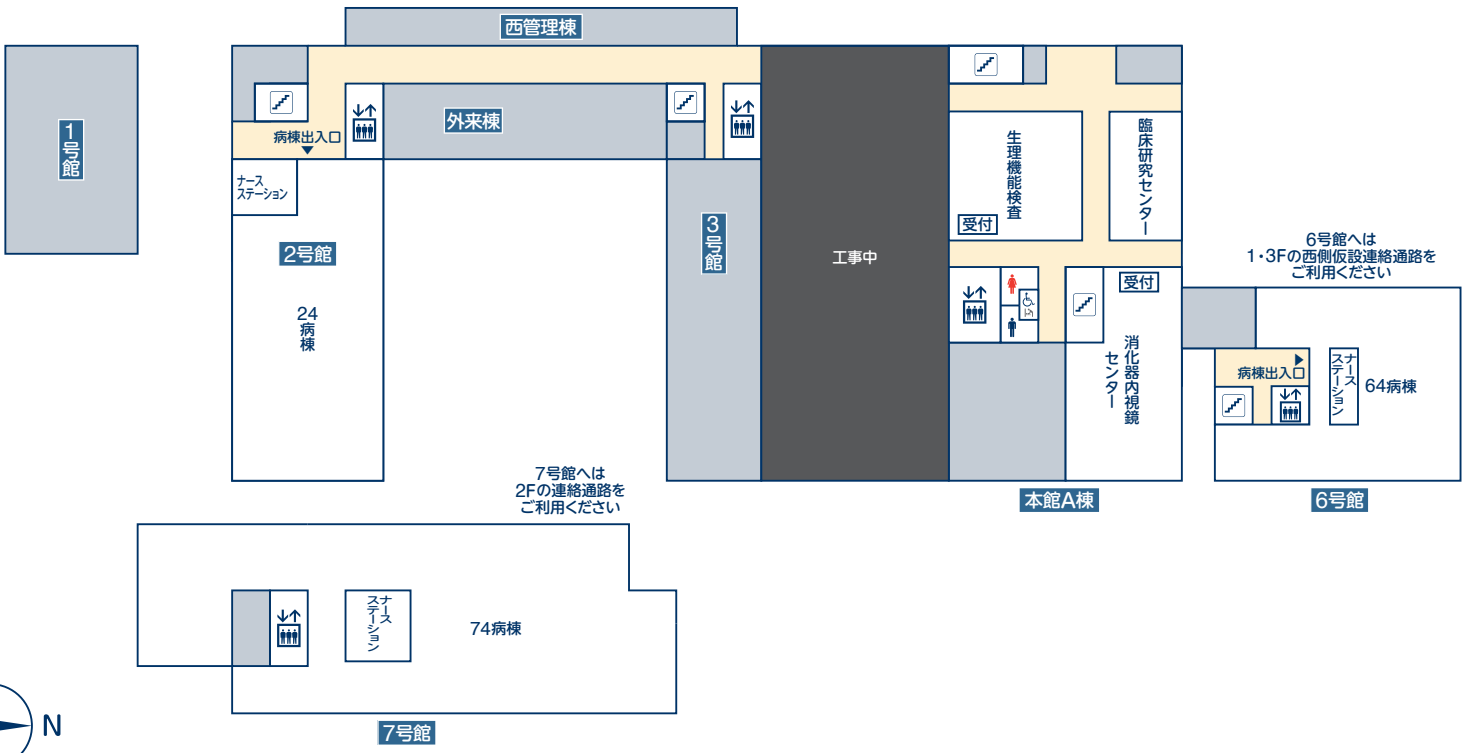 西管理棟
1号館
外来棟
病棟出入口
ナース
ステーション
2号館
24
病棟
3号館
工事中
生理機能検査
受付
臨床研究センター
受付
消化器内視鏡
センター
本館A棟
6号館へは
1・3Fの西側仮設連絡通路を
ご利用ください
病棟出入口
ナース
ステーション
64病棟
6号館
7号館へは
2Fの連絡通路を
ご利用ください
ナース
ステーション
74病棟
7号館
N